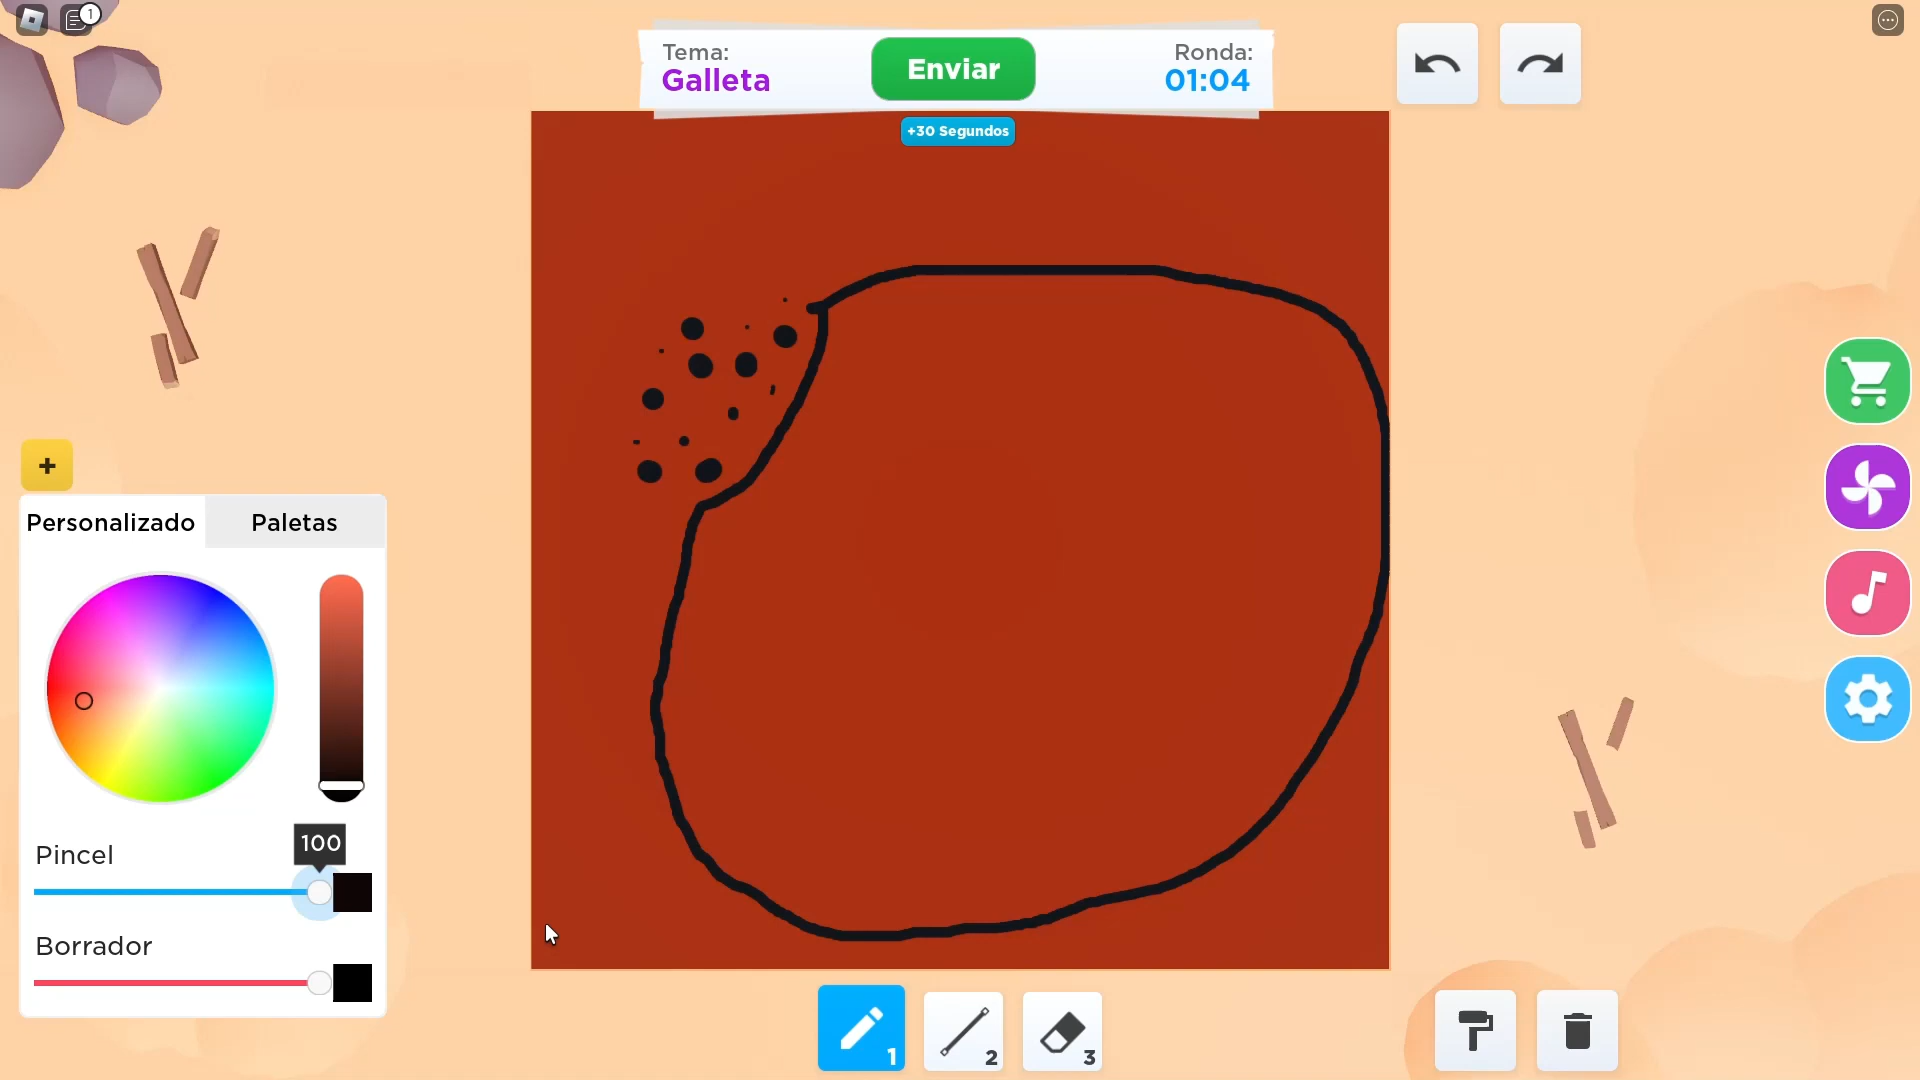 1
Tema:
Galleta
Enviar
Ronda:
01:04
+30 Segundos
+
Personalizado
Paletas
100
Pincel
Borrador
1
2
3